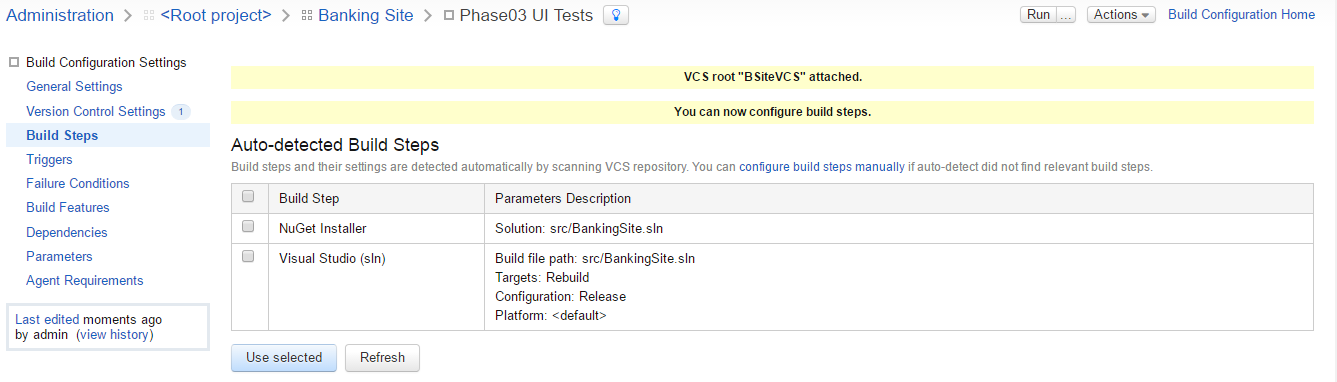 Administration <Root project> Banking Site Phase03 UI Tests Run ... Actions Build Configuration Home
Build Configuration Settings
General Settings
Version Control Settings 1
Build Steps
Triggers
Failure Conditions
Build Features
Dependencies
Parameters
Agent Requirements
Last edited moments ago
by admin (view history)
VCS root "BSiteVCS" attached.
You can now configure build steps.
Auto-detected Build Steps
Build steps and their settings are detected automatically by scanning VCS repository. You can configure build steps manually if auto-detect did not find relevant build steps.
Build Step Parameters Description
NuGet Installer Solution: src/BankingSite.sln
Visual Studio (sln) Build file path: src/BankingSite.sln
Targets: Rebuild
Configuration: Release
Platform: <default>
Use selected Refresh